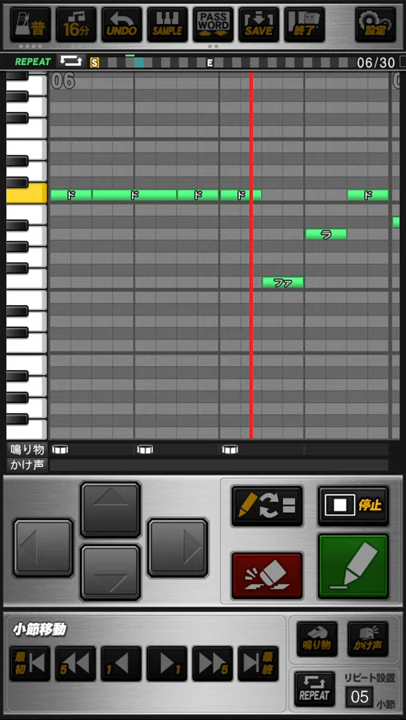 普 16分 UNDO SAMPLE PASS WORD SAVE 終了 設定
REPEAT S E 06/30
06
ド ド ド ド ド
ラ
ファ
鳴り物
かけ声
停止
小節移動
最初 5 1 1 5 最終
鳴り物 かけ声
REPEAT リピート設置
05 小節